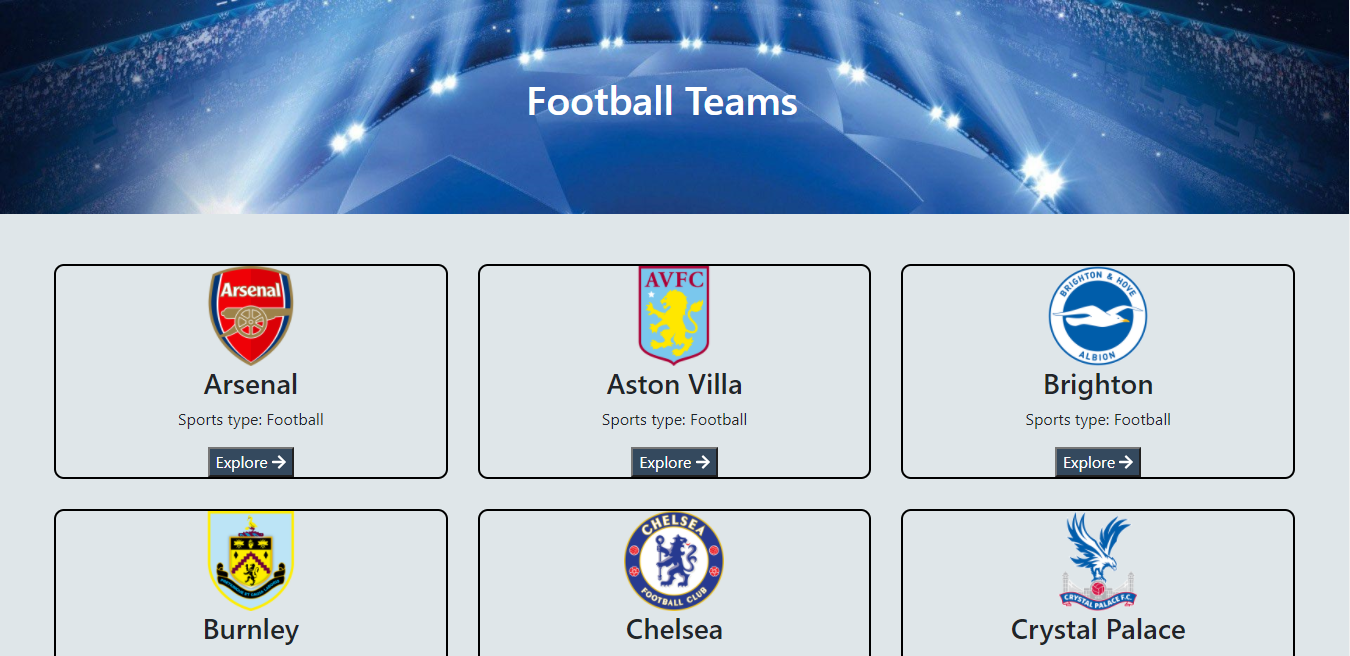 Football Teams
Arsenal
AVFC
BRIGHTON & HOVE
ALBION
Arsenal
Aston Villa
Brighton
Sports type: Football
Sports type: Football
Sports type: Football
Explore
Explore
Explore
CHELSEA
FOOTBALL CLUB
CRYSTAL PALACE F.C.
Burnley
Chelsea
Crystal Palace